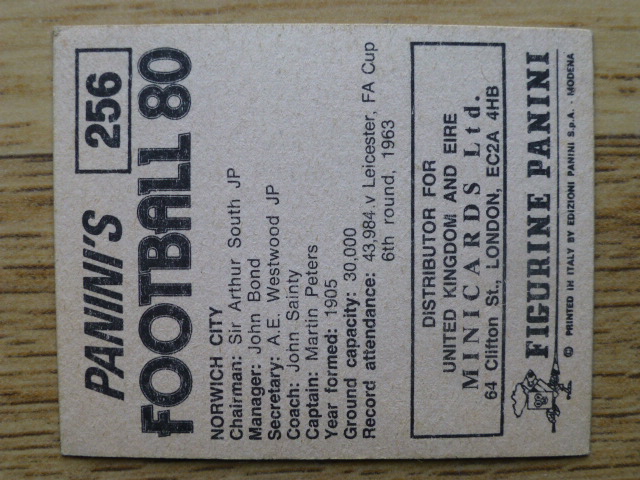 PANINI'S
256
FOOTBALL 80
NORWICH CITY
Chairman: Sir Arthur South JP
Manager: John Bond
Secretary: A.E. Westwood JP
Coach: John Sainty
Captain: Martin Peters
Year formed: 1905
Ground capacity: 30,000
Record attendance: 43,984 v Leicester, FA Cup
6th round, 1963
DISTRIBUTOR FOR
UNITED KINGDOM AND EIRE
MINICARDS Ltd.
64 Clifton St., LONDON, EC2A 4HB
FIGURINE PANINI
© PRINTED IN ITALY BY EDIZIONI PANINI S.p.A. - MODENA